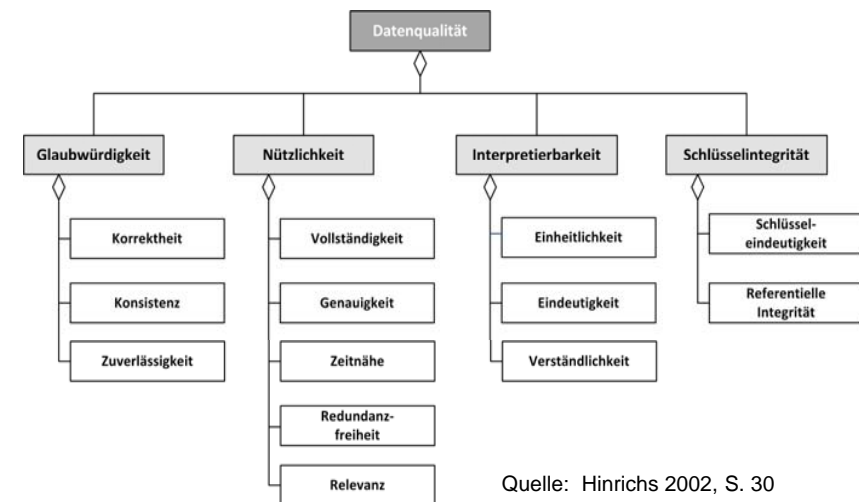 Datenqualität
Glaubwürdigkeit
Nützlichkeit
Interpretierbarkeit
Schlüsselintegrität
Korrektheit
Konsistenz
Zuverlässigkeit
Vollständigkeit
Genauigkeit
Zeitnähe
Redundanz-
freiheit
Relevanz
Einheitlichkeit
Eindeutigkeit
Verständlichkeit
Schlüssel-
eindeutigkeit
Referentielle
Integrität
Quelle: Hinrichs 2002, S. 30